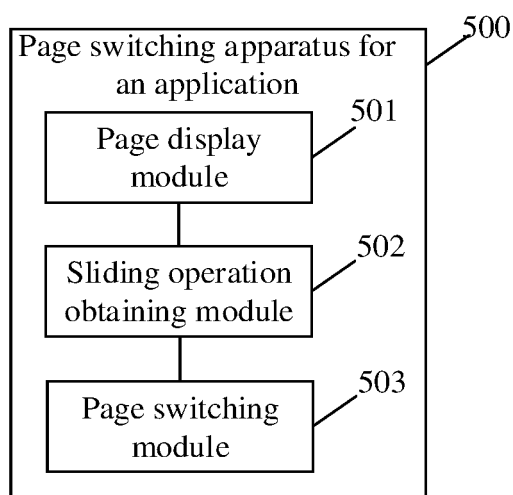 500
Page switching apparatus for
an application
501
Page display
module
502
Sliding operation
obtaining module
503
Page switching
module